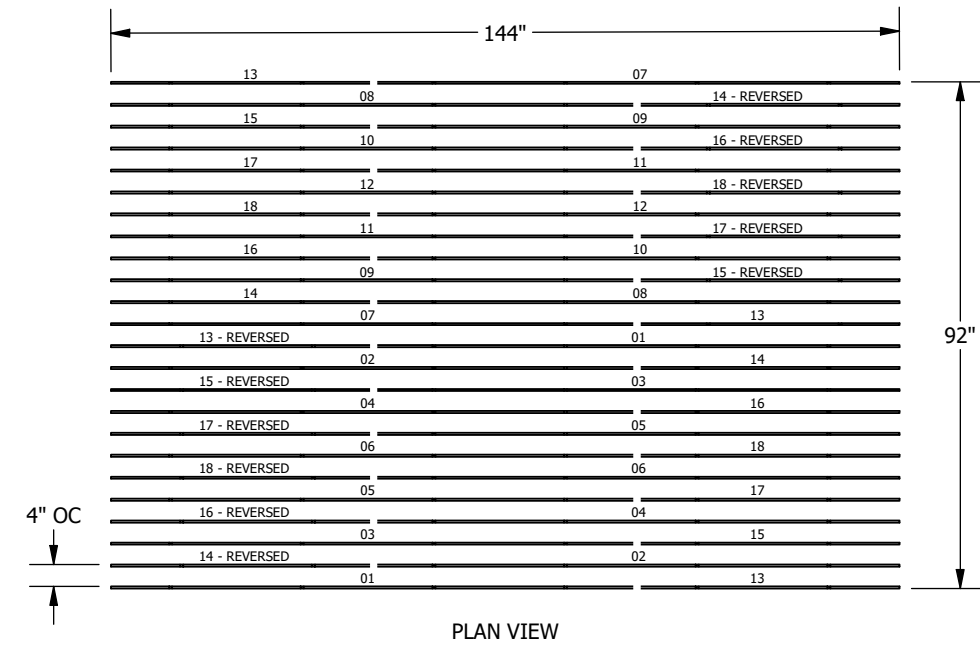 144"
13 07
08 14 - REVERSED
15 09
10 16 - REVERSED
17 11
12 18 - REVERSED
18 12
11 17 - REVERSED
16 10
09 15 - REVERSED
14 08
07 13
92"
13 - REVERSED 01
02 14
15 - REVERSED 03
04 16
17 - REVERSED 05
06 18
18 - REVERSED 06
05 17
4" OC
16 - REVERSED 04
03 15
14 - REVERSED 02
01 13
PLAN VIEW